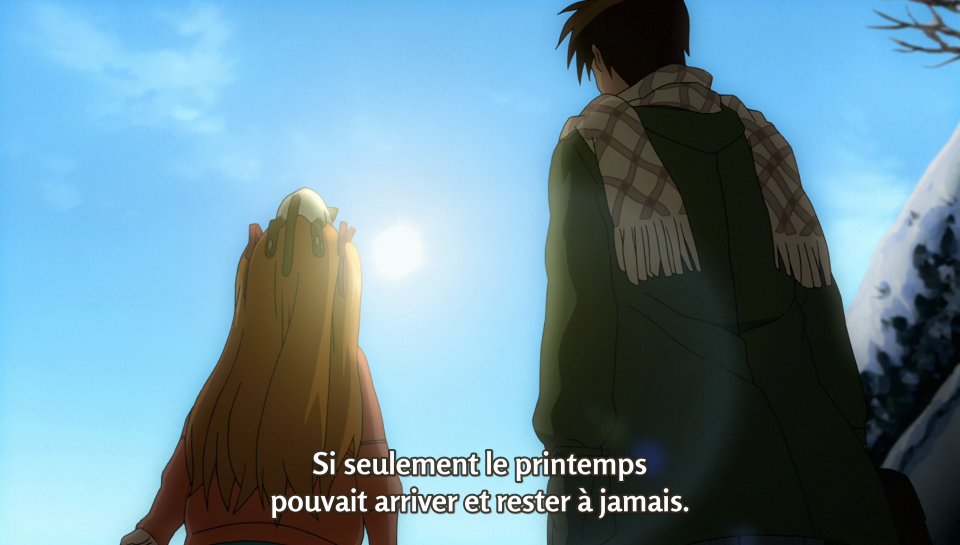 Si seulement le printemps
pouvait arriver et rester à jamais.